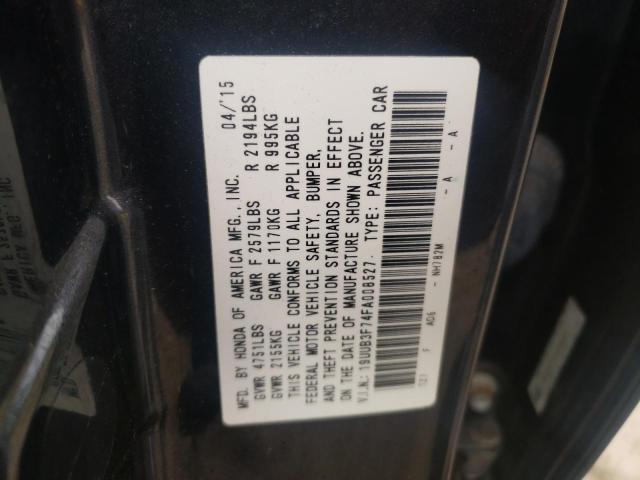 MFD. BY HONDA OF AMERICA MFG., INC. 04/'15
GVWR 4751LBS GAWR F 2579LBS R 2194LBS
GVWR 2155KG GAWR F 1170KG R 995KG
THIS VEHICLE CONFORMS TO ALL APPLICABLE
FEDERAL MOTOR VEHICLE SAFETY, BUMPER,
AND THEFT PREVENTION STANDARDS IN EFFECT
ON THE DATE OF MANUFACTURE SHOWN ABOVE.
V.I.N.: 19UUB3F74FA008527 TYPE: PASSENGER CAR
121 F AD6 - NH782M - A - A